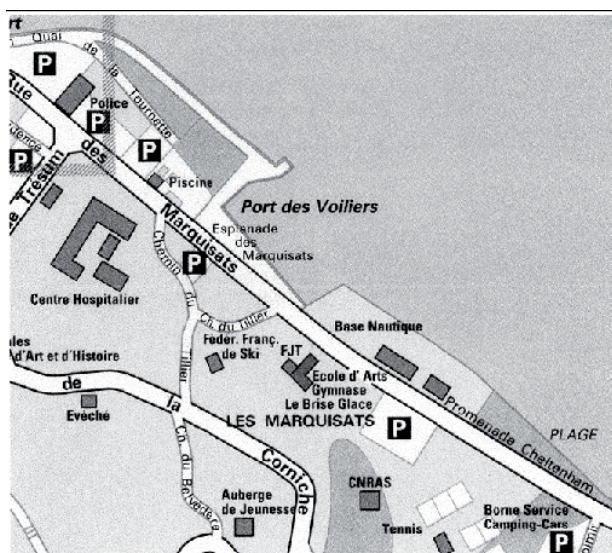 Quai de la Tournette
P
Rue des Marquisats
Police
P
P
P
Piscine
Tresum
Port des Voiliers
Esplanade
des
Marquisats
Chemin du Tillier
P
Centre Hospitalier
Ch. du Tillier
Féder. Franç.
de Ski
FJT
Base Nautique
d'Art et d'Histoire
Ecole d' Arts
Gymnase
Le Brise Glace
de la Corniche
Evêché
LES MARQUISATS
P
Promenade Cheltenham
PLAGE
Ch. du Belvédère
Auberge
de Jeunesse
CNRAS
Tennis
Borne Service
Camping-Cars
P